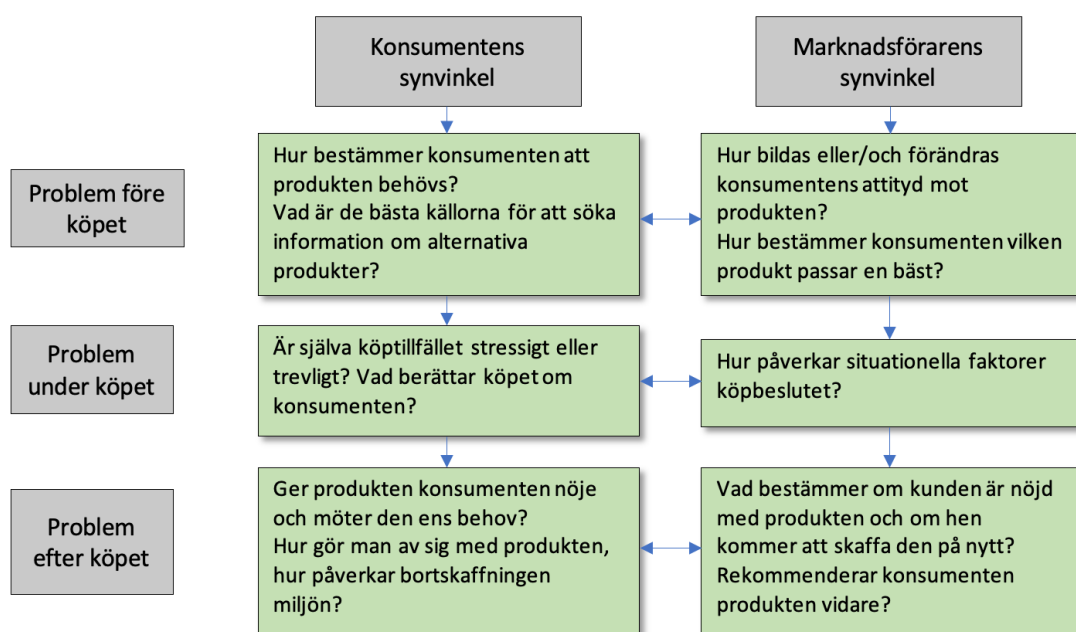 Konsumentens
synvinkel
Marknadsförarens
synvinkel
Problem före
köpet
Hur bestämmer konsumenten att
produkten behövs?
Vad är de bästa källorna för att söka
information om alternativa
produkter?
Hur bildas eller/och förändras
konsumentens attityd mot
produkten?
Hur bestämmer konsumenten vilken
produkt passar en bäst?
Problem
under köpet
Är själva köptillfället stressigt eller
trevligt? Vad berättar köpet om
konsumenten?
Hur påverkar situationella faktorer
köpbeslutet?
Problem
efter köpet
Ger produkten konsumenten nöje
och möter den ens behov?
Hur gör man av sig med produkten,
hur påverkar bortskaffningen
miljön?
Vad bestämmer om kunden är nöjd
med produkten och om hen
kommer att skaffa den på nytt?
Rekommenderar konsumenten
produkten vidare?